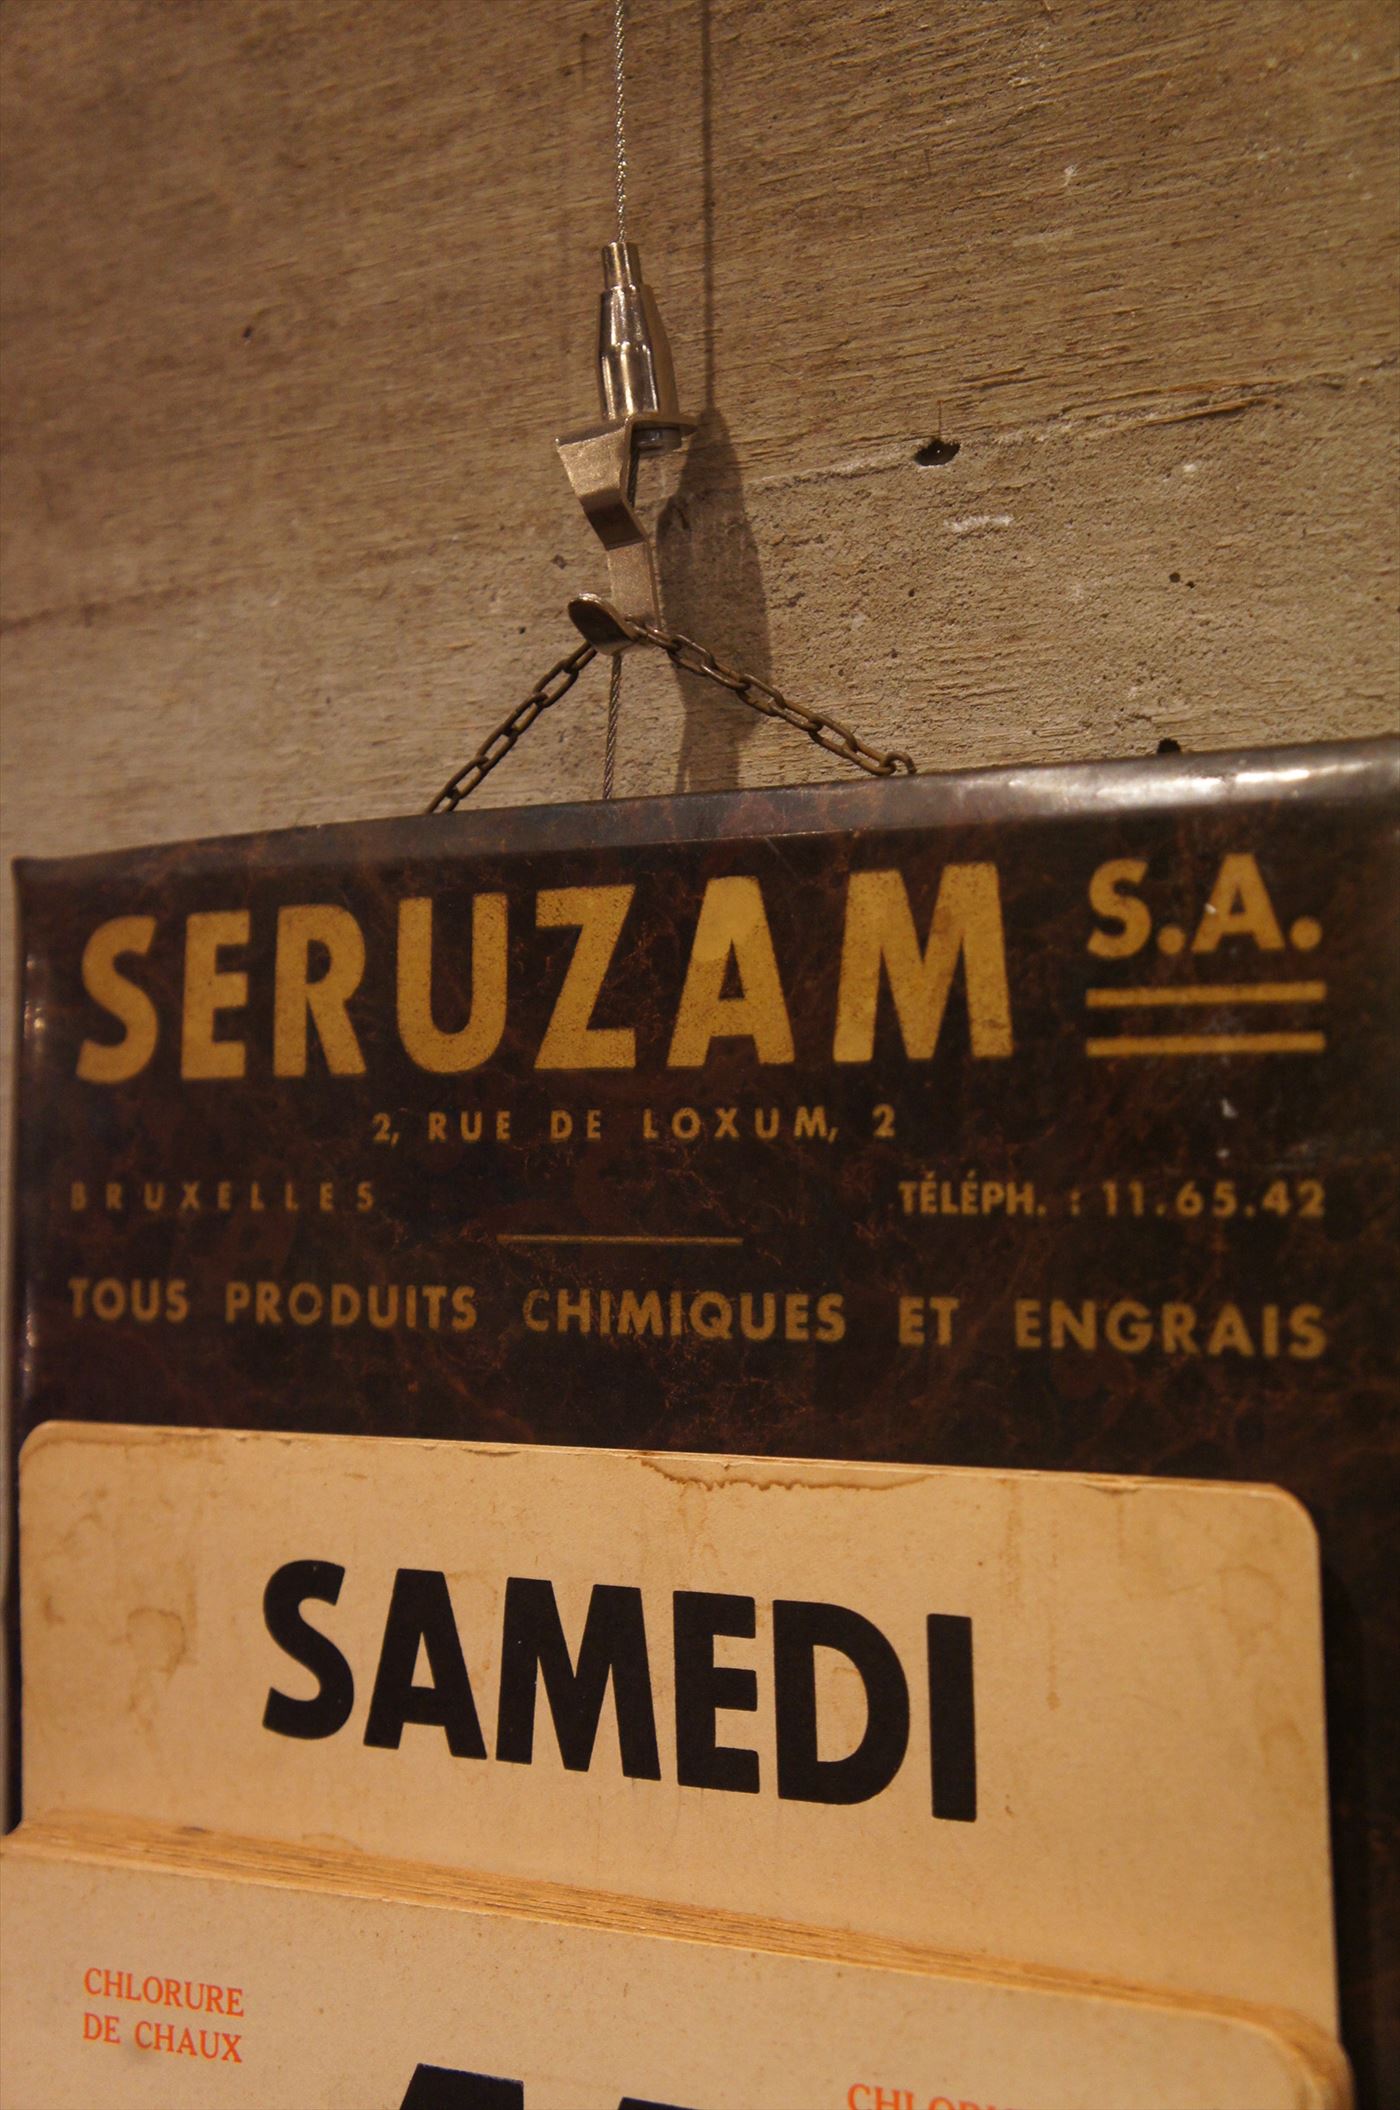 SERUZAM S.A.
2, RUE DE LOXUM, 2
BRUXELLES TÉLÉPH. : 11.65.42
TOUS PRODUITS CHIMIQUES ET ENGRAIS
SAMEDI
CHLORURE
DE CHAUX